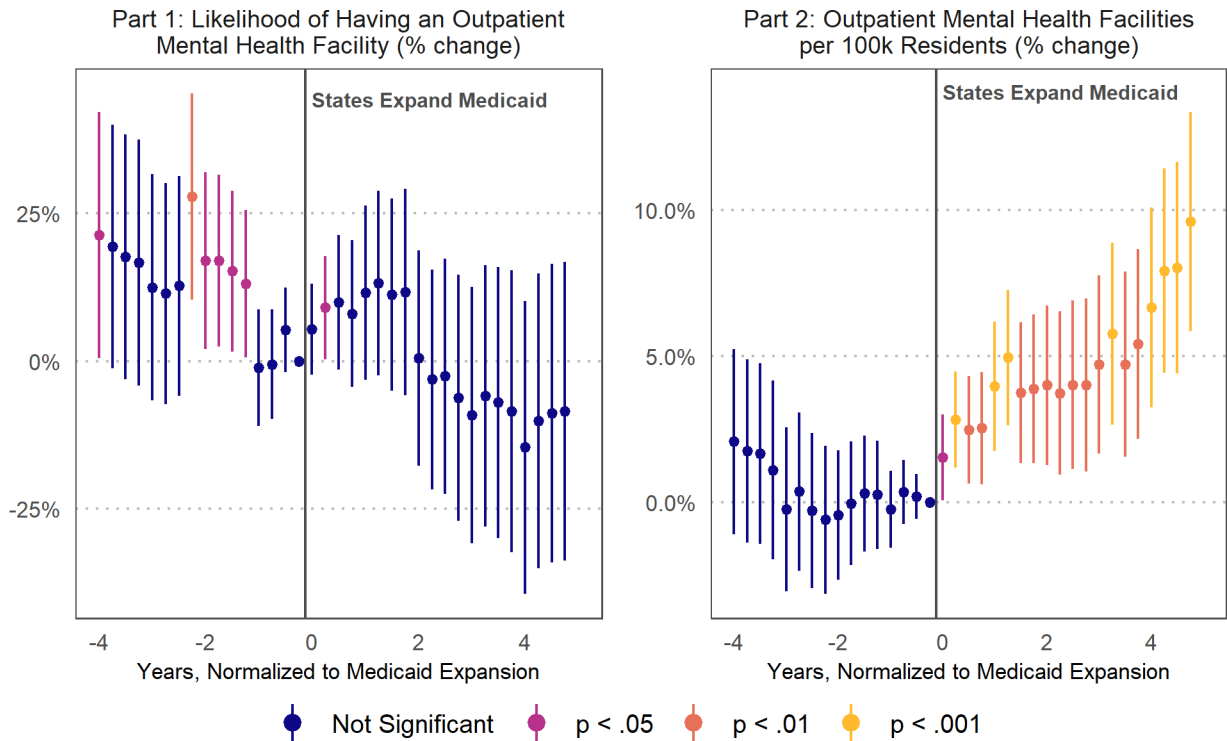 Part 1: Likelihood of Having an Outpatient
Mental Health Facility (% change)
States Expand Medicaid
25%
0%
-25%
-4
-2
0
2
4
Years, Normalized to Medicaid Expansion
Part 2: Outpatient Mental Health Facilities
per 100k Residents (% change)
States Expand Medicaid
10.0%
5.0%
0.0%
-4
-2
0
2
4
Years, Normalized to Medicaid Expansion
Not Significant
p < .05
p < .01
p < .001